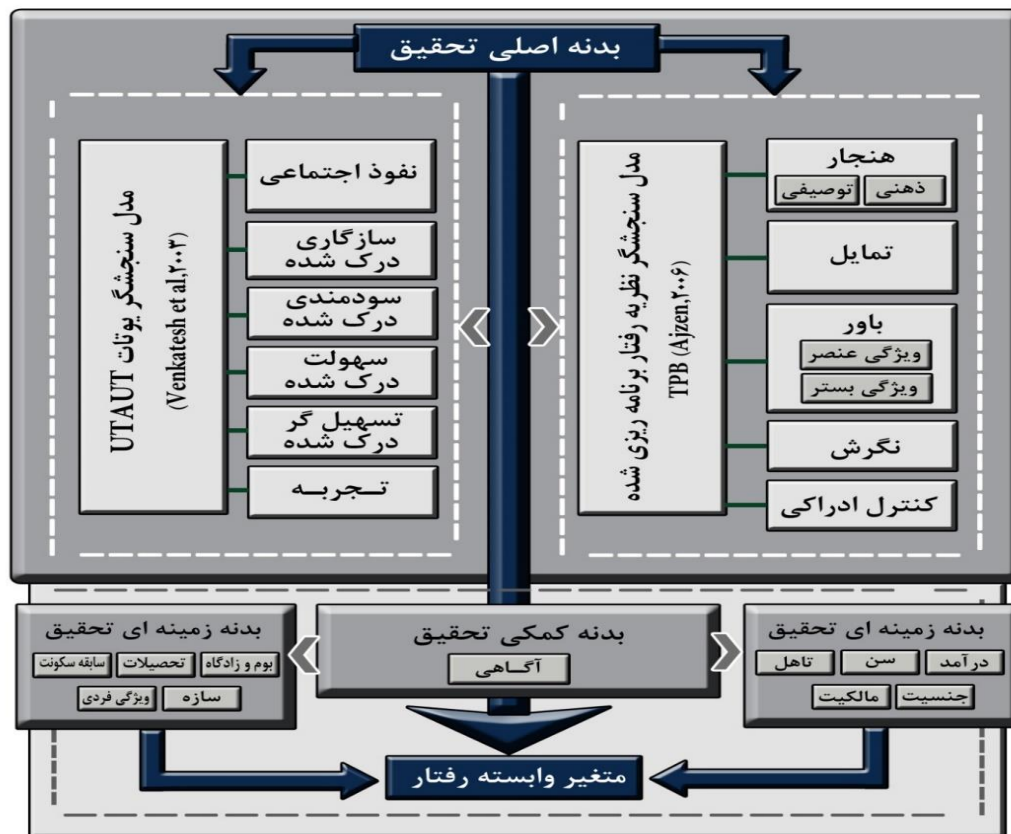 بدنه اصلی تحقیق
مدل سنجشگر نظریه رفتار برنامه ریزی شده
TPB (Ajzen,۲۰۰۶)
هنجار
ذهنی
توصیفی
تمایل
باور
ویژگی عنصر
ویژگی بستر
نگرش
کنترل ادراکی
مدل سنجشگر یوتات UTAUT
(Venkatesh et al,۲۰۰۳)
نفوذ اجتماعی
سازگاری
درک شده
سودمندی
درک شده
سهولت
درک شده
تسهیل گر
درک شده
تـجربـه
بدنه زمینه ای تحقیق
درآمد
سن
تاهل
جنسیت
مالکیت
بدنه کمکی تحقیق
آگـاهی
بدنه زمینه ای تحقیق
بوم و زادگاه
تحصیلات
سابقه سکونت
سازه
ویژگی فردی
متغیر وابسته رفتار